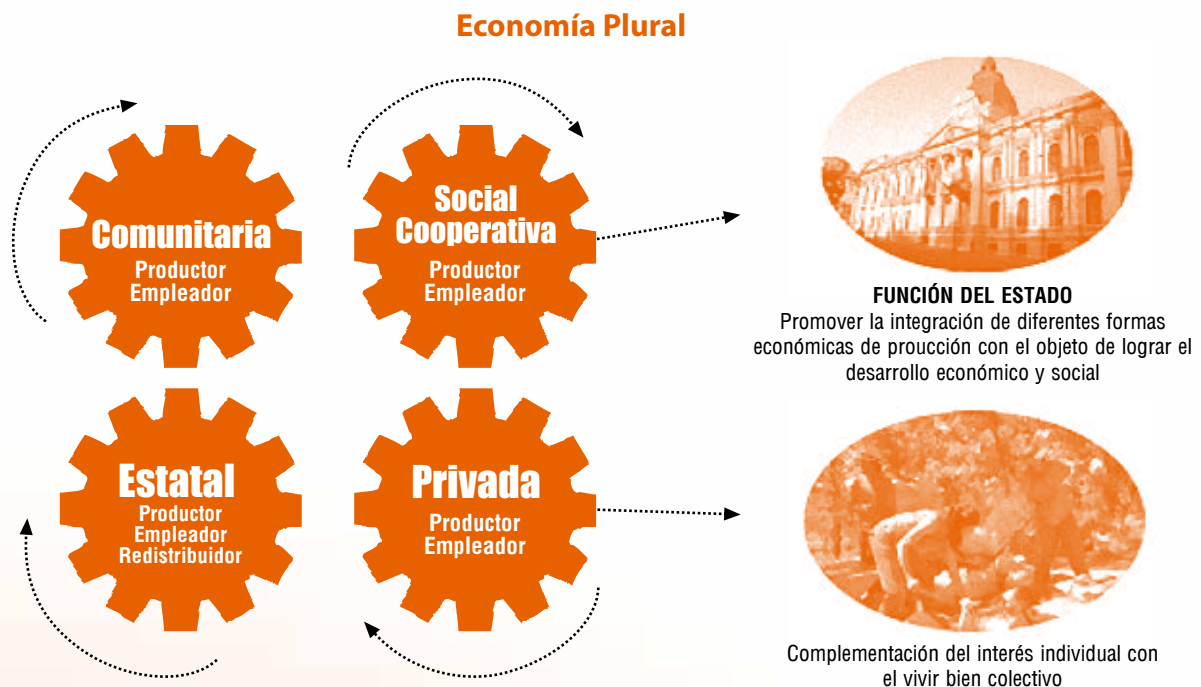 Economía Plural
Comunitaria
Productor
Empleador
Social
Cooperativa
Productor
Empleador
FUNCIÓN DEL ESTADO
Promover la integración de diferentes formas
económicas de proucción con el objeto de lograr el
desarrollo económico y social
Estatal
Productor
Empleador
Redistribuidor
Privada
Productor
Empleador
Complementación del interés individual con
el vivir bien colectivo